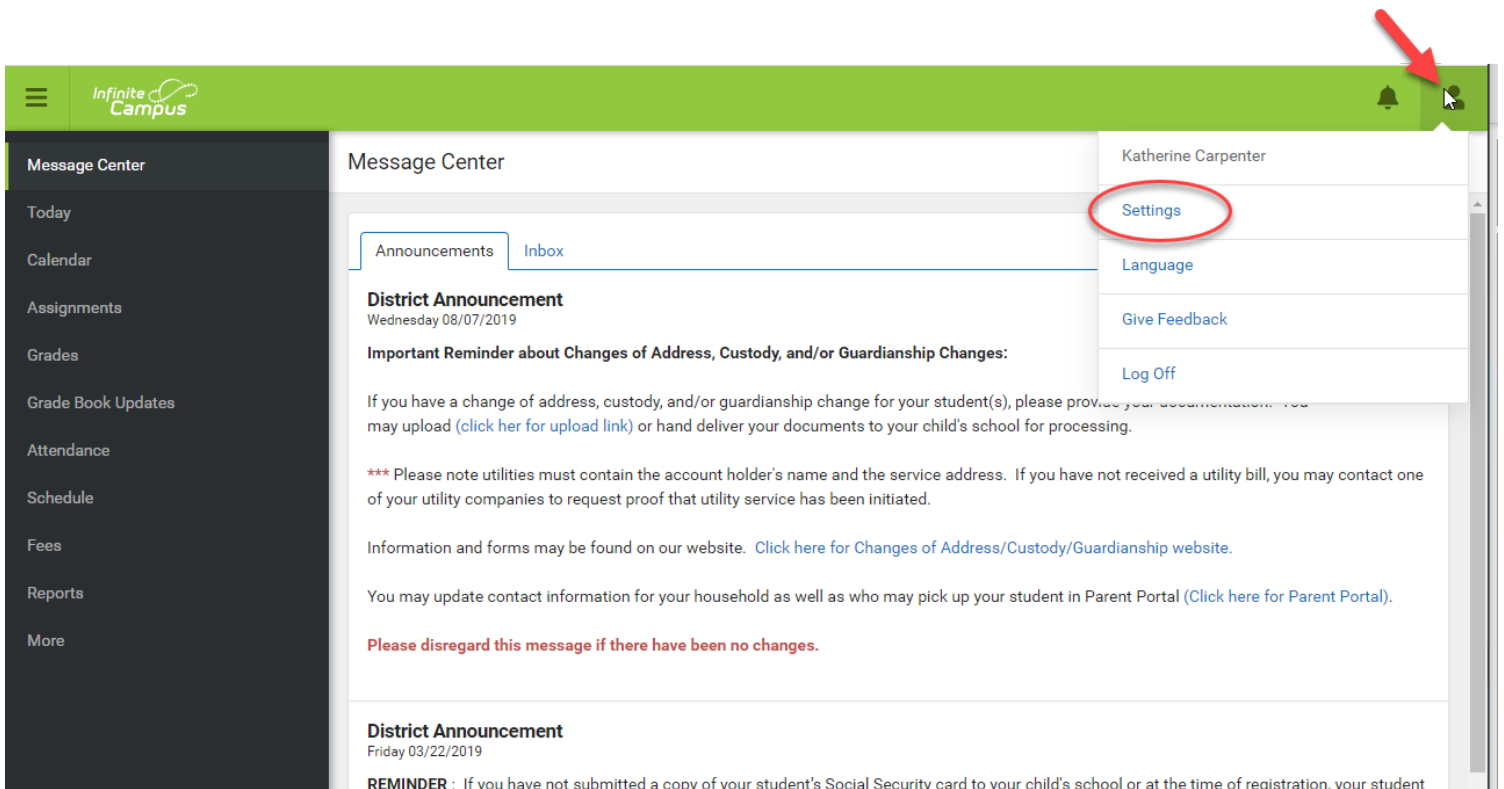 Infinite
Campus
Message Center
Today
Calendar
Assignments
Grades
Grade Book Updates
Attendance
Schedule
Fees
Reports
More
Message Center
Katherine Carpenter
Settings
Language
Give Feedback
Log Off
Announcements Inbox
District Announcement
Wednesday 08/07/2019
Important Reminder about Changes of Address, Custody, and/or Guardianship Changes:
If you have a change of address, custody, and/or guardianship change for your student(s), please provide your documentation. You
may upload (click her for upload link) or hand deliver your documents to your child's school for processing.
*** Please note utilities must contain the account holder's name and the service address. If you have not received a utility bill, you may contact one
of your utility companies to request proof that utility service has been initiated.
Information and forms may be found on our website. Click here for Changes of Address/Custody/Guardianship website.
You may update contact information for your household as well as who may pick up your student in Parent Portal (Click here for Parent Portal).
Please disregard this message if there have been no changes.
District Announcement
Friday 03/22/2019
REMINDER : If you have not submitted a copy of your student's Social Security card to your child's school or at the time of registration, your student